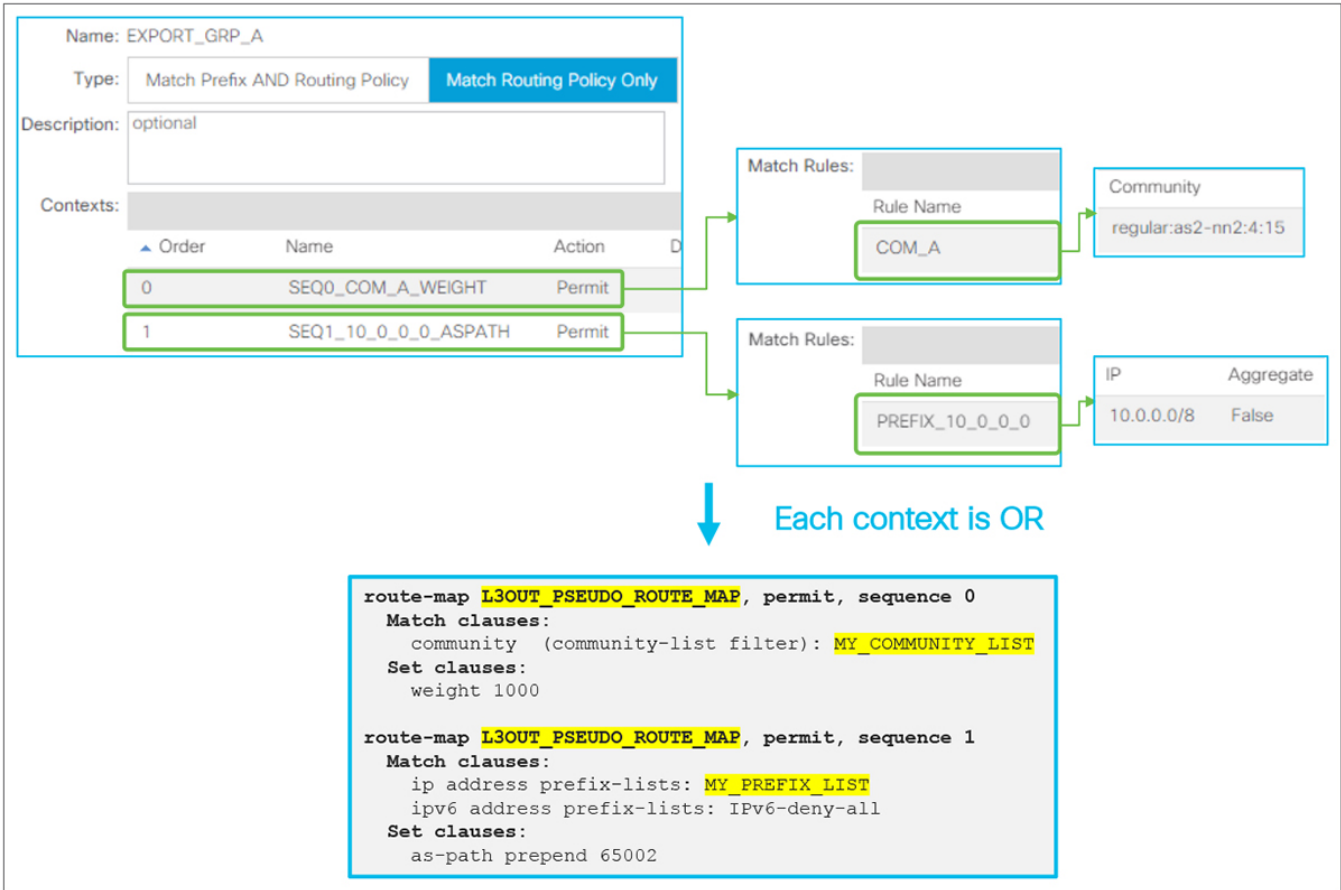 Name: EXPORT_GRP_A
Type: Match Prefix AND Routing Policy Match Routing Policy Only
Description: optional
Contexts:
Order Name Action D
0 SEQ0_COM_A_WEIGHT Permit
1 SEQ1_10_0_0_0_ASPATH Permit
Match Rules:
Rule Name
COM_A
Community
regular:as2-nn2:4:15
Match Rules:
Rule Name
PREFIX_10_0_0_0
IP Aggregate
10.0.0.0/8 False
Each context is OR
route-map L3OUT_PSEUDO_ROUTE_MAP, permit, sequence 0
Match clauses:
community (community-list filter): MY_COMMUNITY_LIST
Set clauses:
weight 1000
route-map L3OUT_PSEUDO_ROUTE_MAP, permit, sequence 1
Match clauses:
ip address prefix-lists: MY_PREFIX_LIST
ipv6 address prefix-lists: IPv6-deny-all
Set clauses:
as-path prepend 65002